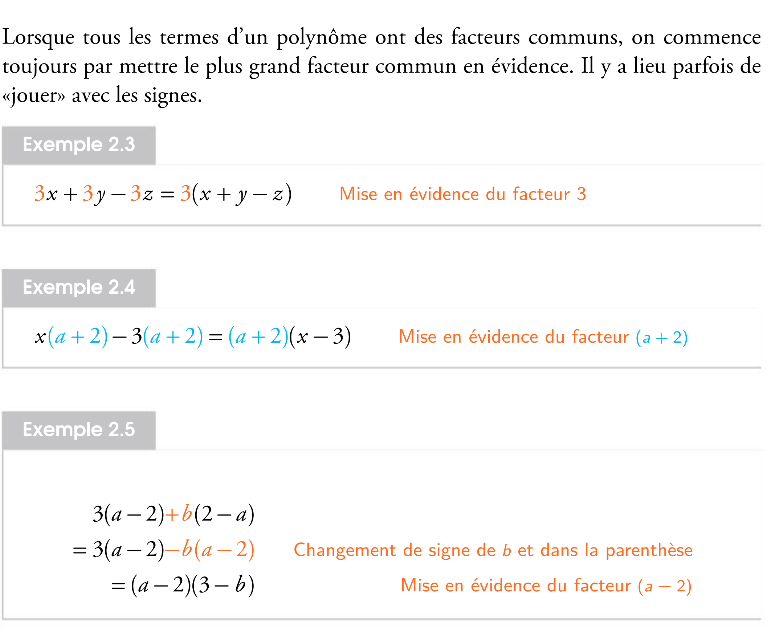 Lorsque tous les termes d’un polynôme ont des facteurs communs, on commence
toujours par mettre le plus grand facteur commun en évidence. Il y a lieu parfois de
«jouer» avec les signes.
Exemple 2.3
3x + 3y − 3z = 3(x + y − z) Mise en évidence du facteur 3
Exemple 2.4
x(a + 2) − 3(a + 2) = (a + 2)(x − 3) Mise en évidence du facteur (a + 2)
Exemple 2.5
3(a − 2)+b(2 − a)
= 3(a − 2)−b(a − 2) Changement de signe de b et dans la parenthèse
= (a − 2)(3 − b) Mise en évidence du facteur (a − 2)